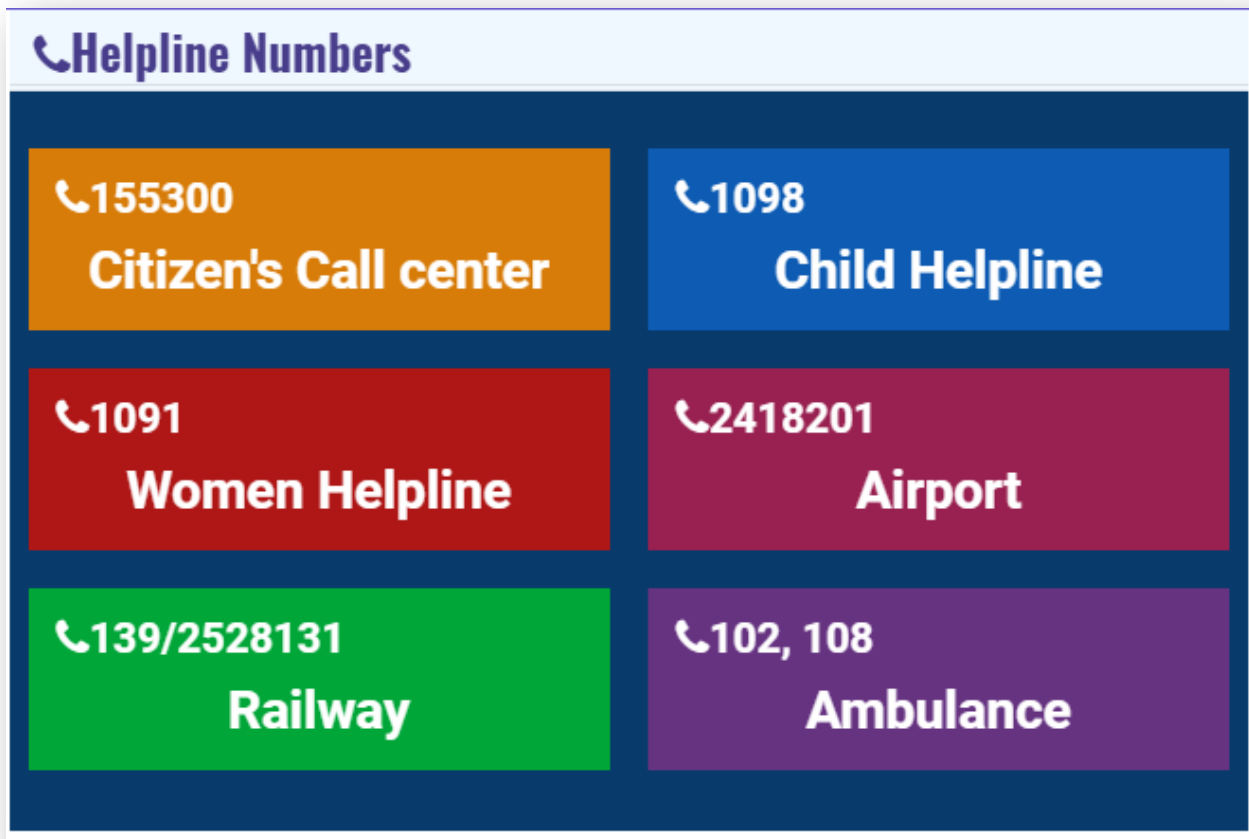 Helpline Numbers
155300
Citizen's Call center
1098
Child Helpline
1091
Women Helpline
2418201
Airport
139/2528131
Railway
102, 108
Ambulance